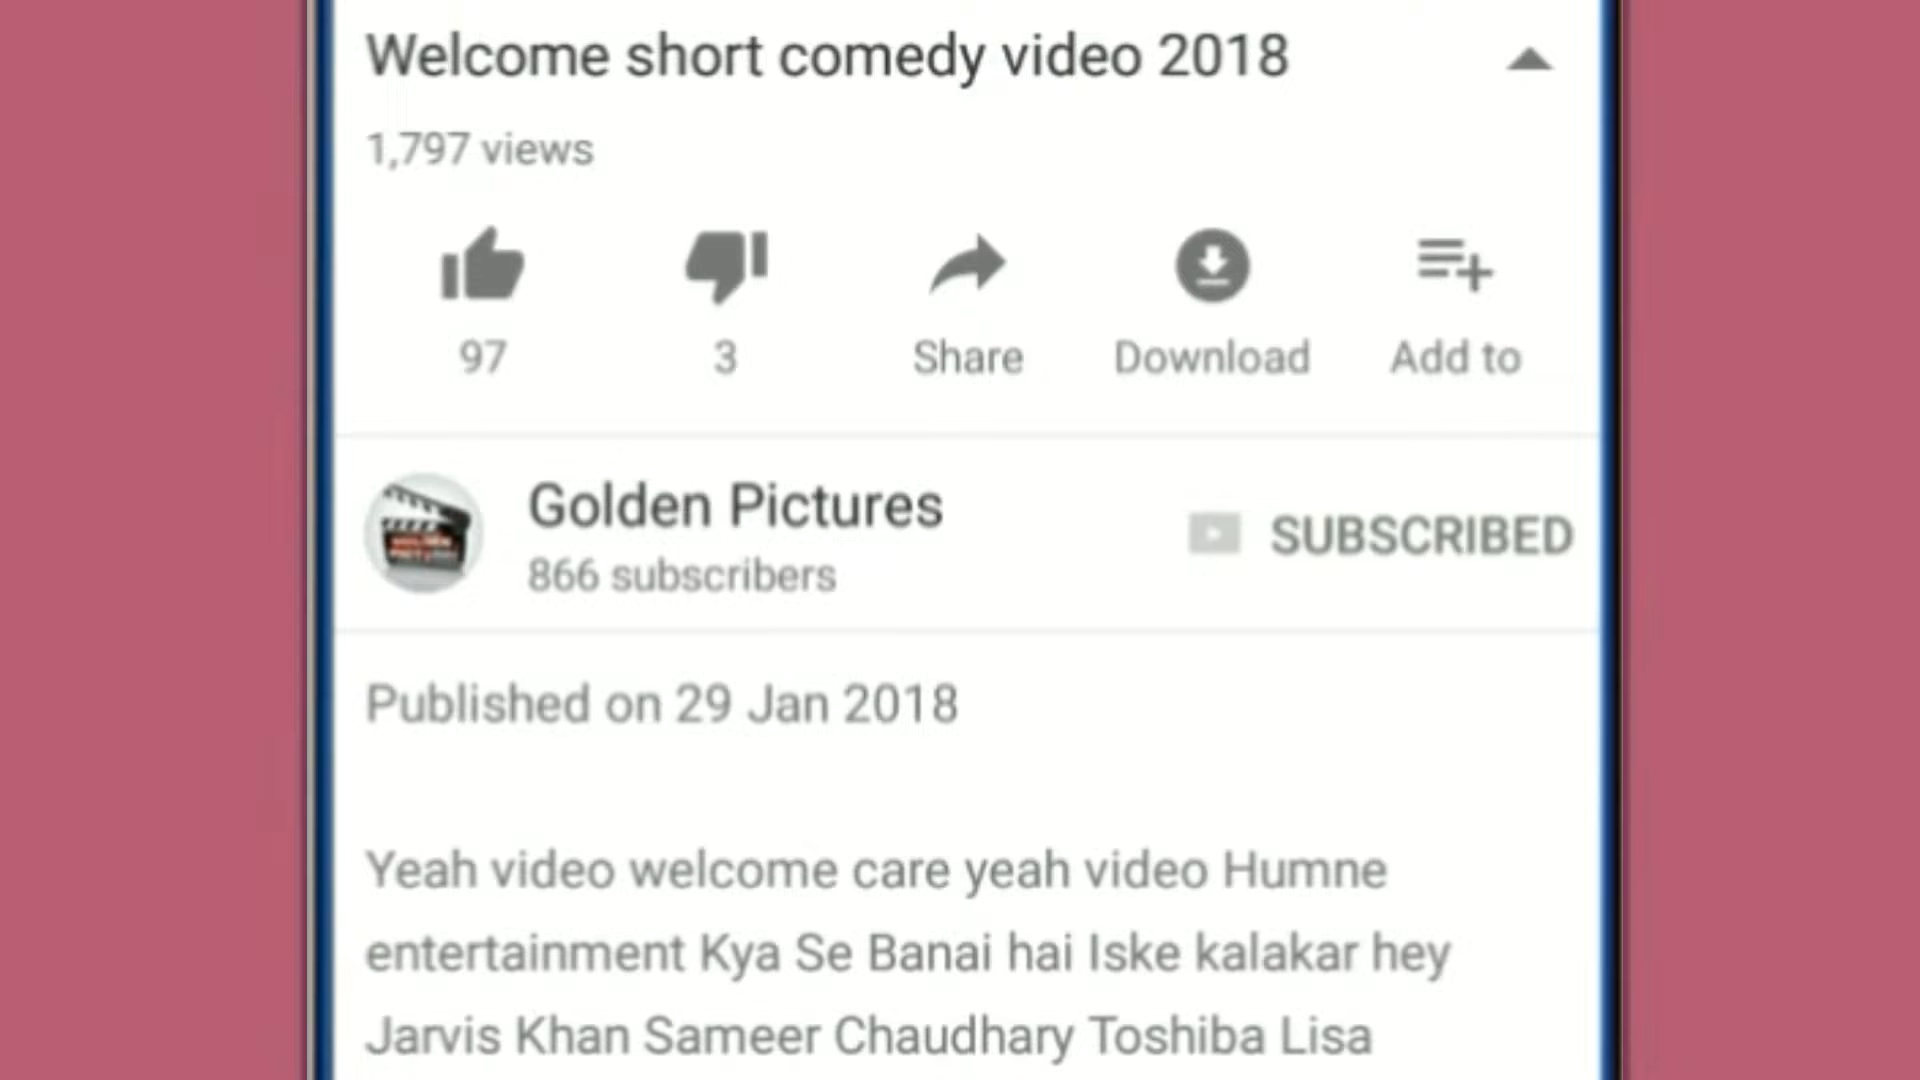 Welcome short comedy video 2018
1,797 views
97
3
Share
Download
Add to
Golden Pictures
866 subscribers
SUBSCRIBED
Published on 29 Jan 2018
Yeah video welcome care yeah video Humne
entertainment Kya Se Banai hai Iske kalakar hey
Jarvis Khan Sameer Chaudhary Toshiba Lisa